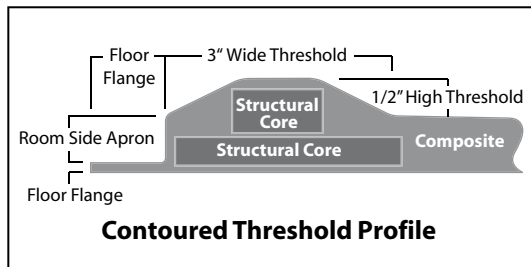 Floor
Flange
3“ Wide Threshold
1/2” High Threshold
Structural
Core
Room Side Apron
Structural Core
Composite
Floor Flange
Contoured Threshold Profile